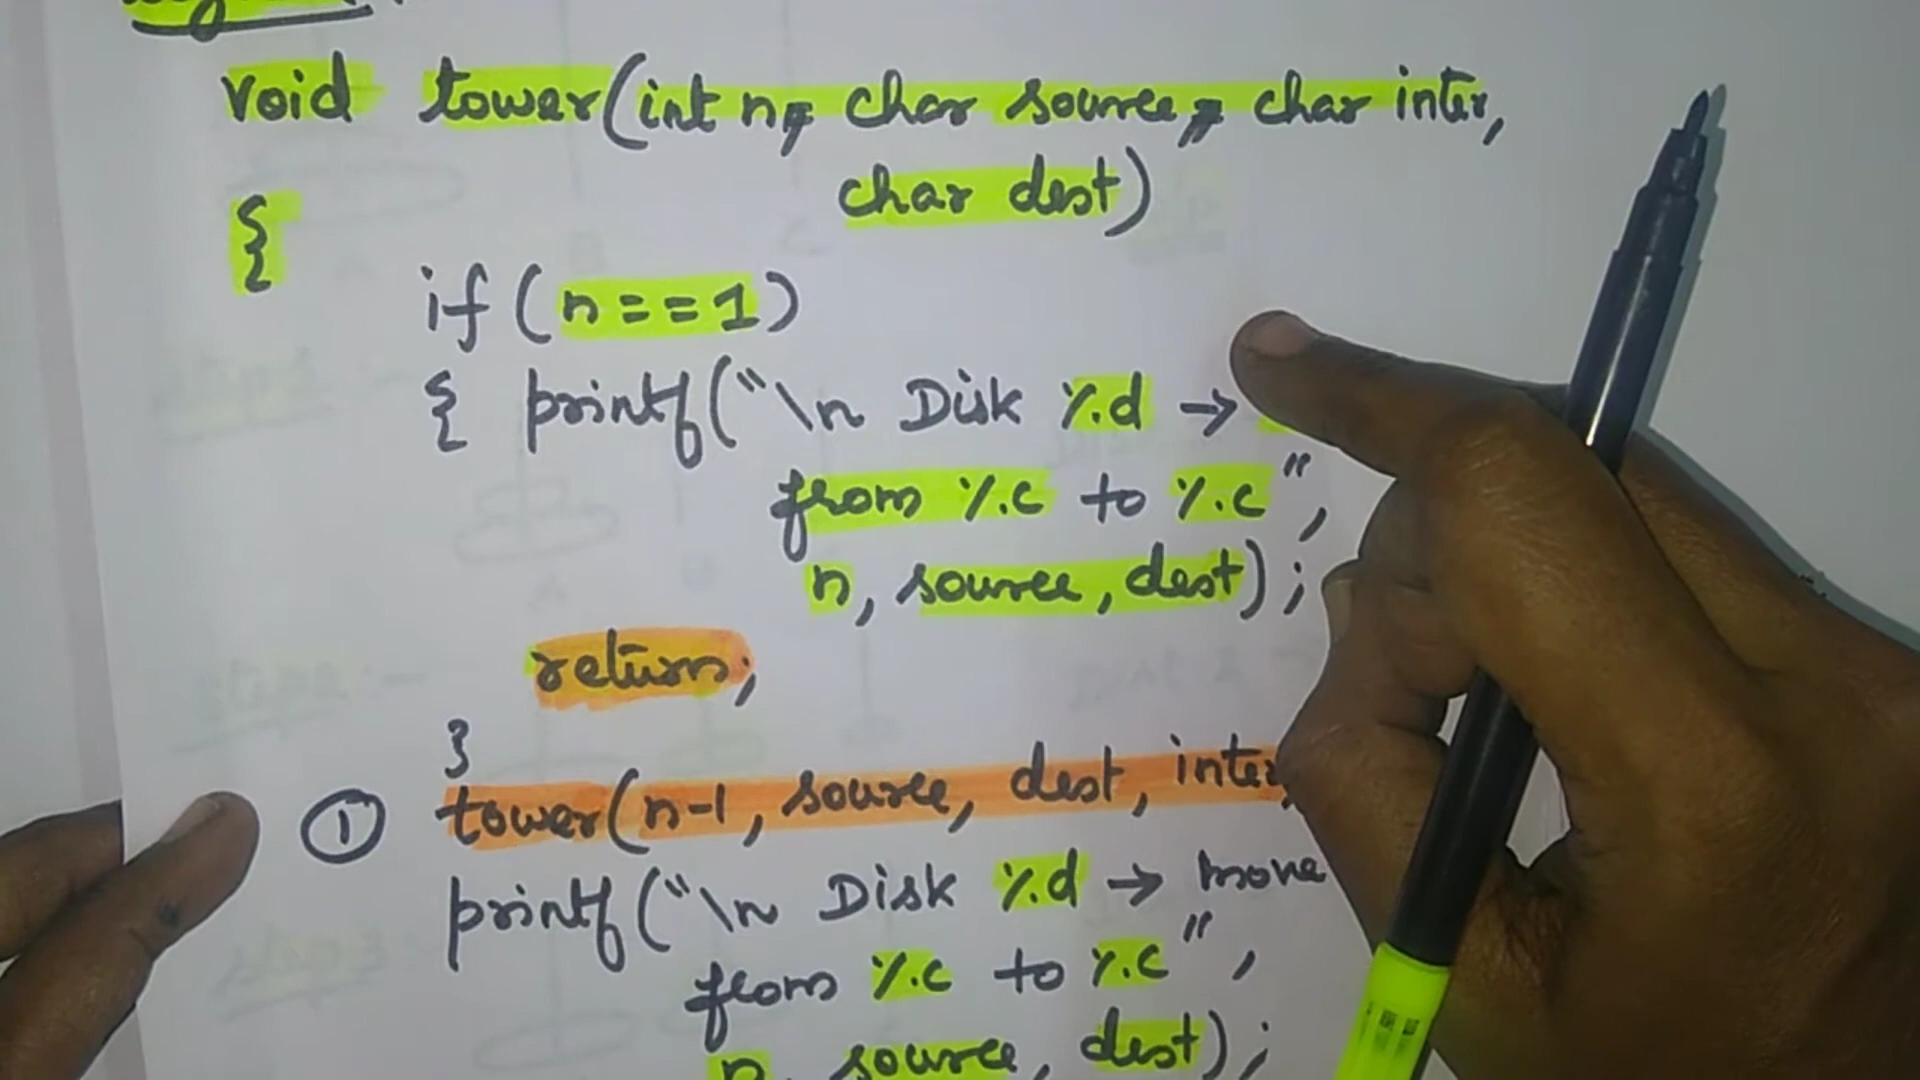 void tower(int n, char source, char inter,
char dest)
{
if (n==1)
{ printf("\n Disk %d →
from %c to %c",
n, source, dest);
return;
}
① tower(n-1, source, dest, inter
printf("\n Disk %d → move
from %c to %c",
n, source, dest);